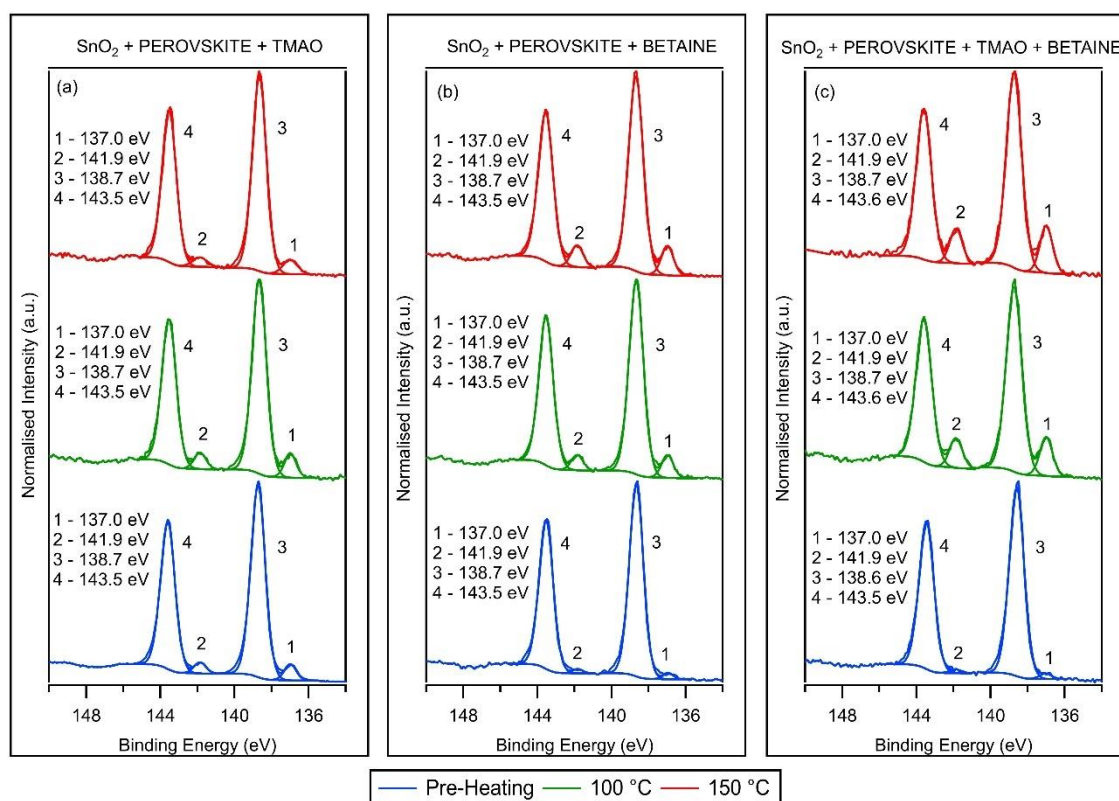 SnO₂ + PEROVSKITE + TMAO
(a)
4
3
1 - 137.0 eV
2 - 141.9 eV
3 - 138.7 eV
4 - 143.5 eV
2
1
4
3
1 - 137.0 eV
2 - 141.9 eV
3 - 138.7 eV
4 - 143.5 eV
2
1
4
3
1 - 137.0 eV
2 - 141.9 eV
3 - 138.7 eV
4 - 143.5 eV
2
1
Normalised Intensity (a.u.)
148 144 140 136
Binding Energy (eV)
SnO₂ + PEROVSKITE + BETAINE
(b)
4
3
1 - 137.0 eV
2 - 141.9 eV
3 - 138.7 eV
4 - 143.5 eV
2
1
4
3
1 - 137.0 eV
2 - 141.9 eV
3 - 138.7 eV
4 - 143.5 eV
2
1
4
3
1 - 137.0 eV
2 - 141.9 eV
3 - 138.7 eV
4 - 143.5 eV
2
1
Normalised Intensity (a.u.)
148 144 140 136
Binding Energy (eV)
SnO₂ + PEROVSKITE + TMAO + BETAINE
(c)
4
3
1 - 137.0 eV
2 - 141.9 eV
3 - 138.7 eV
4 - 143.6 eV
2
1
4
3
1 - 137.0 eV
2 - 141.9 eV
3 - 138.7 eV
4 - 143.6 eV
2
1
4
3
1 - 137.0 eV
2 - 141.9 eV
3 - 138.6 eV
4 - 143.5 eV
2
1
Normalised Intensity (a.u.)
148 144 140 136
Binding Energy (eV)
Pre-Heating 100 °C 150 °C